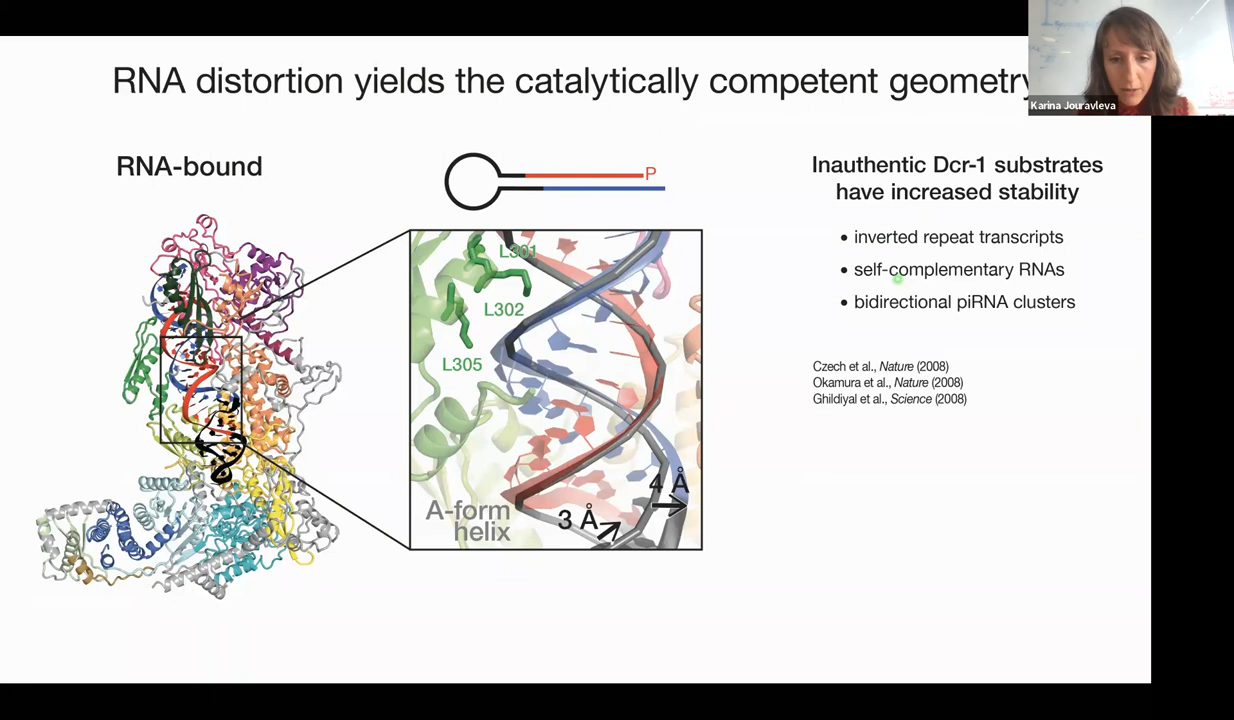 RNA distortion yields the catalytically competent geometry
Karina Jouravleva
RNA-bound
P
L301
L302
L305
A-form
helix
3 Å
4 Å
Inauthentic Dcr-1 substrates
have increased stability
• inverted repeat transcripts
• self-complementary RNAs
• bidirectional piRNA clusters
Czech et al., Nature (2008)
Okamura et al., Nature (2008)
Ghildiyal et al., Science (2008)